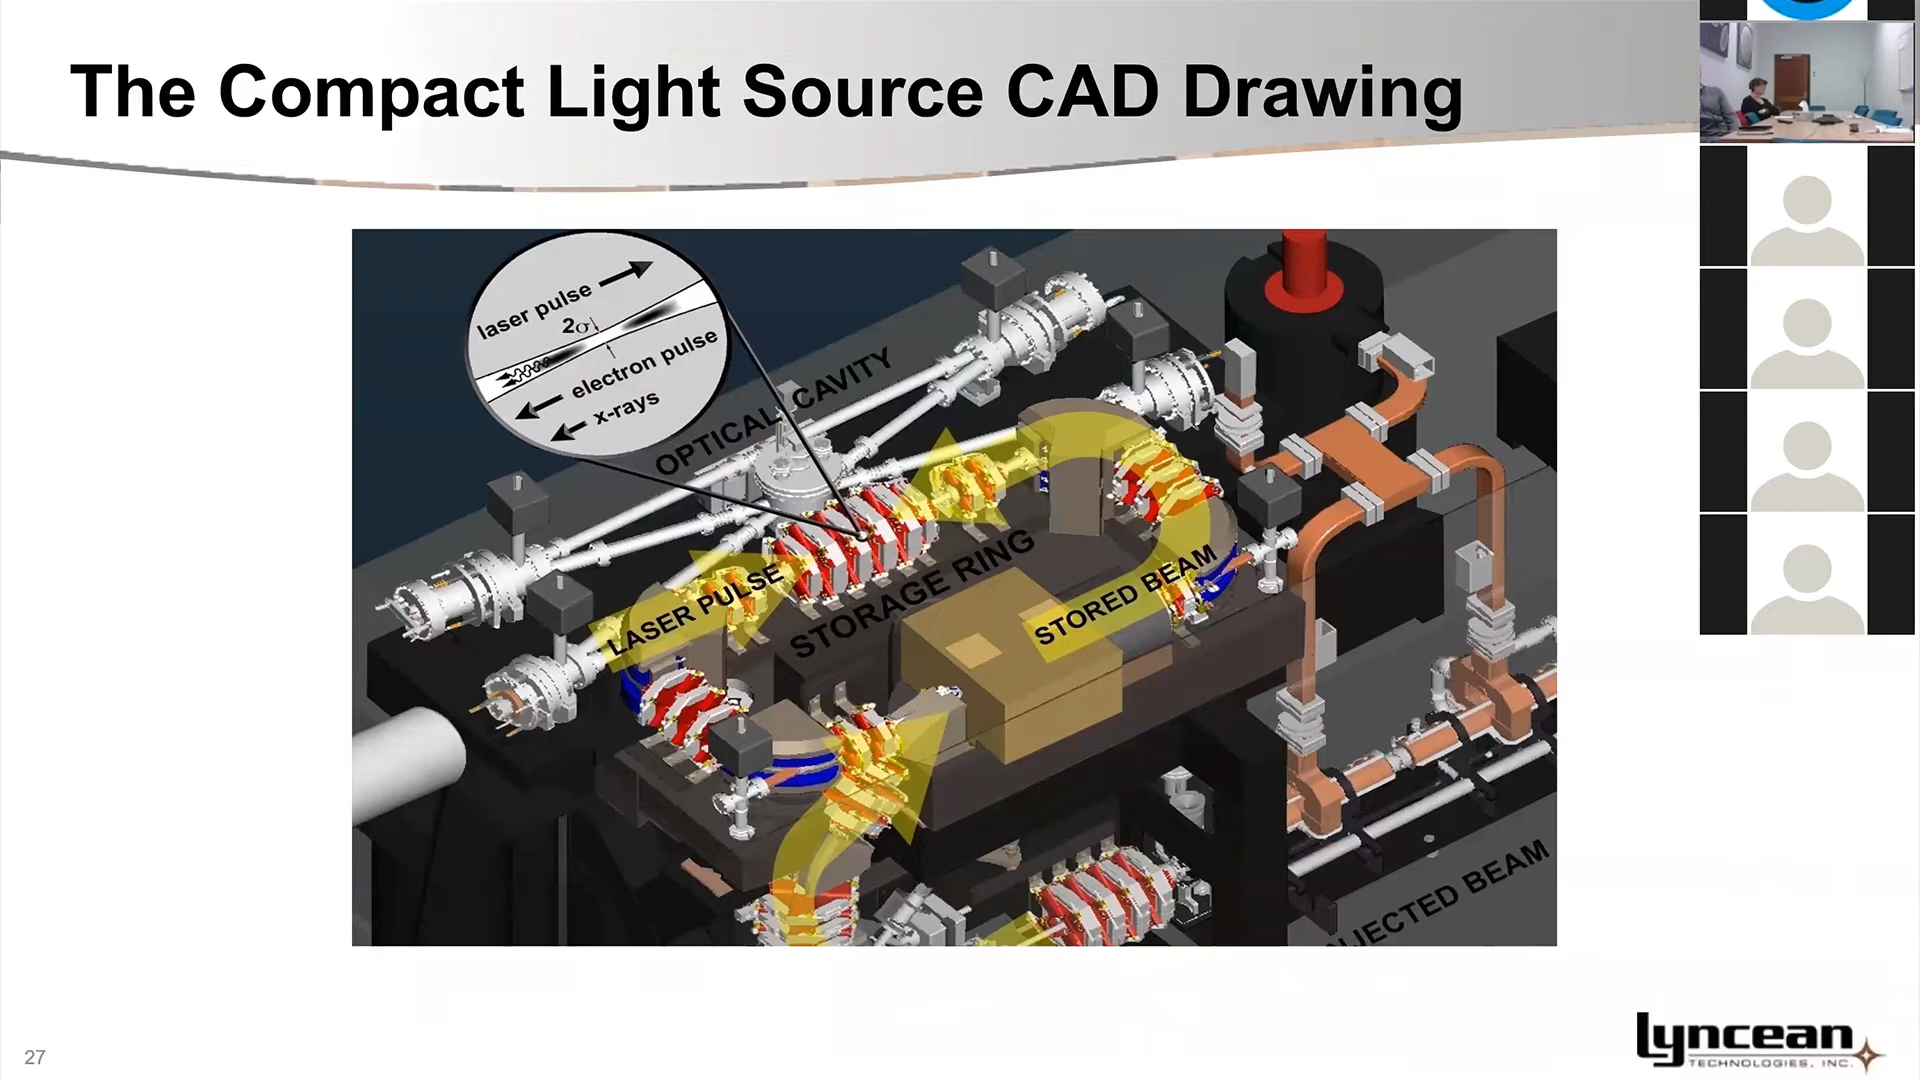 The Compact Light Source CAD Drawing
laser pulse
2σ
electron pulse
x-rays
OPTICAL CAVITY
LASER PULSE
STORAGE RING
STORED BEAM
NJECTED BEAM
27
lyncean
TECHNOLOGIES, INC.